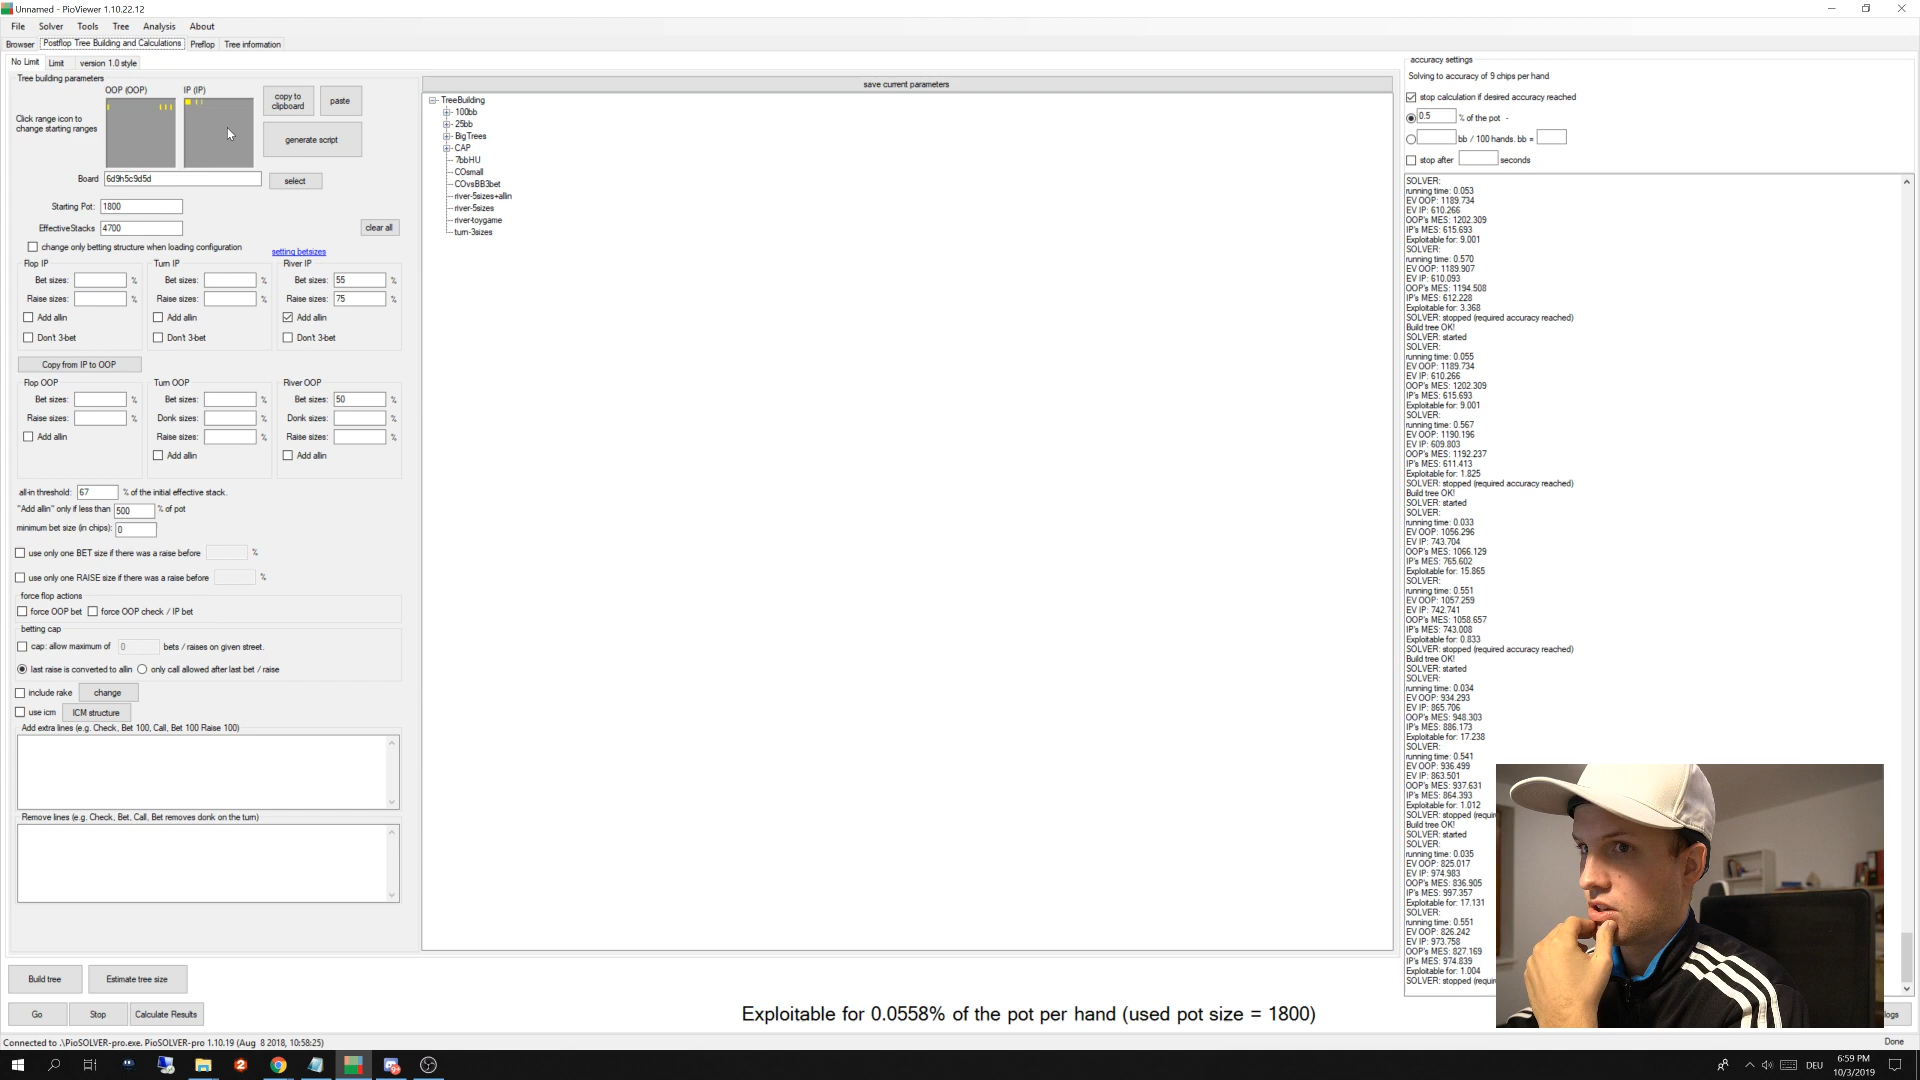 Unnamed - PioViewer 1.10.22.12
File Solver Tools Tree Analysis About
Browser Postflop Tree Building and Calculations Preflop Tree information
No Limit Limit version 1.0 style
Tree building parameters
OOP (OOP) IP (IP)
Click range icon to
change starting ranges
copy to
clipboard
paste
generate script
Board 6d9h5c9d5d select
Starting Pot: 1800
EffectiveStacks 4700 clear all
change only betting structure when loading configuration
setting betsizes
Flop IP Turn IP River IP
Bet sizes: % Bet sizes: % Bet sizes: 55 %
Raise sizes: % Raise sizes: % Raise sizes: 75 %
Add allin Add allin Add allin
Don't 3-bet Don't 3-bet Don't 3-bet
Copy from IP to OOP
Flop OOP Turn OOP River OOP
Bet sizes: % Bet sizes: % Bet sizes: 50 %
Raise sizes: % Donk sizes: % Donk sizes: %
Add allin Raise sizes: % Raise sizes: %
Add allin Add allin
all-in threshold: 67 % of the initial effective stack.
"Add allin" only if less than 500 % of pot
minimum bet size (in chips): 0
use only one BET size if there was a raise before %
use only one RAISE size if there was a raise before %
force flop actions
force OOP bet force OOP check / IP bet
betting cap
cap: allow maximum of 0 bets / raises on given street.
last raise is converted to allin only call allowed after last bet / raise
include rake change
use icm ICM structure
Add extra lines (e.g. Check, Bet 100, Call, Bet 100 Raise 100)
Remove lines (e.g. Check, Bet, Call, Bet removes donk on the turn)
Build tree Estimate tree size
Go Stop Calculate Results
save current parameters
TreeBuilding
100bb
25bb
BigTrees
CAP
7bbHU
COsmall
COvsBB3bet
river-5sizes+allin
river-5sizes
river-toygame
turn-3sizes
Exploitable for 0.0558% of the pot per hand (used pot size = 1800)
accuracy settings
Solving to accuracy of 9 chips per hand
stop calculation if desired accuracy reached
0.5 % of the pot -
bb / 100 hands. bb =
stop after seconds
SOLVER:
running time: 0.053
EV OOP: 1189.734
EV IP: 610.266
OOP's MES: 1202.309
IP's MES: 615.693
Exploitable for: 9.001
SOLVER:
running time: 0.570
EV OOP: 1189.907
EV IP: 610.093
OOP's MES: 1194.508
IP's MES: 612.228
Exploitable for: 3.368
SOLVER: stopped (required accuracy reached)
Build tree OK!
SOLVER: started
SOLVER:
running time: 0.055
EV OOP: 1189.734
EV IP: 610.266
OOP's MES: 1202.309
IP's MES: 615.693
Exploitable for: 9.001
SOLVER:
running time: 0.567
EV OOP: 1190.196
EV IP: 609.803
OOP's MES: 1192.237
IP's MES: 611.413
Exploitable for: 1.825
SOLVER: stopped (required accuracy reached)
Build tree OK!
SOLVER: started
SOLVER:
running time: 0.033
EV OOP: 1056.296
EV IP: 743.704
OOP's MES: 1066.129
IP's MES: 765.602
Exploitable for: 15.865
SOLVER:
running time: 0.551
EV OOP: 1057.259
EV IP: 742.741
OOP's MES: 1058.657
IP's MES: 743.008
Exploitable for: 0.833
SOLVER: stopped (required accuracy reached)
Build tree OK!
SOLVER: started
SOLVER:
running time: 0.034
EV OOP: 934.293
EV IP: 865.706
OOP's MES: 948.303
IP's MES: 886.173
Exploitable for: 17.238
SOLVER:
running time: 0.541
EV OOP: 936.499
EV IP: 863.501
OOP's MES: 937.631
IP's MES: 864.393
Exploitable for: 1.012
SOLVER: stopped (requir
Build tree OK!
SOLVER: started
SOLVER:
running time: 0.035
EV OOP: 825.017
EV IP: 974.983
OOP's MES: 836.905
IP's MES: 997.357
Exploitable for: 17.131
SOLVER:
running time: 0.551
EV OOP: 826.242
EV IP: 973.758
OOP's MES: 827.169
IP's MES: 974.839
Exploitable for: 1.004
SOLVER: stopped (requir
logs
Connected to .\PioSOLVER-pro.exe. PioSOLVER-pro 1.10.19 (Aug 8 2018, 10:58:25) Done
DEU
6:59 PM
10/3/2019